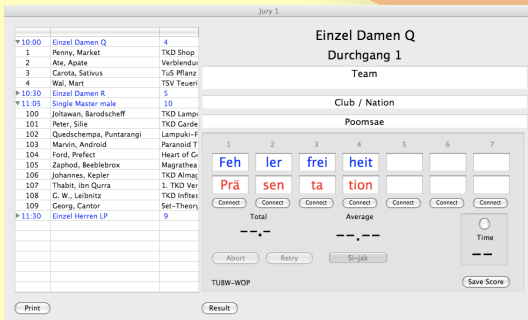 Jury 1
10:00 Einzel Damen Q 4
1 Penny, Market TKD Shop
2 Ate, Apate Verblendu
3 Carota, Sativus TuS Pflanz
4 Wal, Mart TSV Teueri
10:30 Einzel Damen R 5
11:05 Single Master male 10
100 Joltawan, Barodscheff TKD Lamp
101 Peter, Silie TKD Garde
102 Quedschempa, Puntarangi Lampuki-P
103 Marvin, Android Paranoid T
104 Ford, Prefect Heart of G
105 Zaphod, Beeblebrox Magrathea
106 Johannes, Kepler TKD Almag
107 Thabit, ibn Qurra 1. TKD Ver
108 G. W., Leibnitz TKD Infites
109 Georg, Cantor Set-Theory
11:30 Einzel Herren LP 9
Print
Einzel Damen Q
Durchgang 1
Team
Club / Nation
Poomsae
1 2 3 4 5 6 7
Feh ler frei heit
Prä sen ta tion
Connect Connect Connect Connect Connect Connect Connect
Total Average
--.- --.--
Time
Abort Retry Si-jak
TUBW-WOP
Save Score
Result